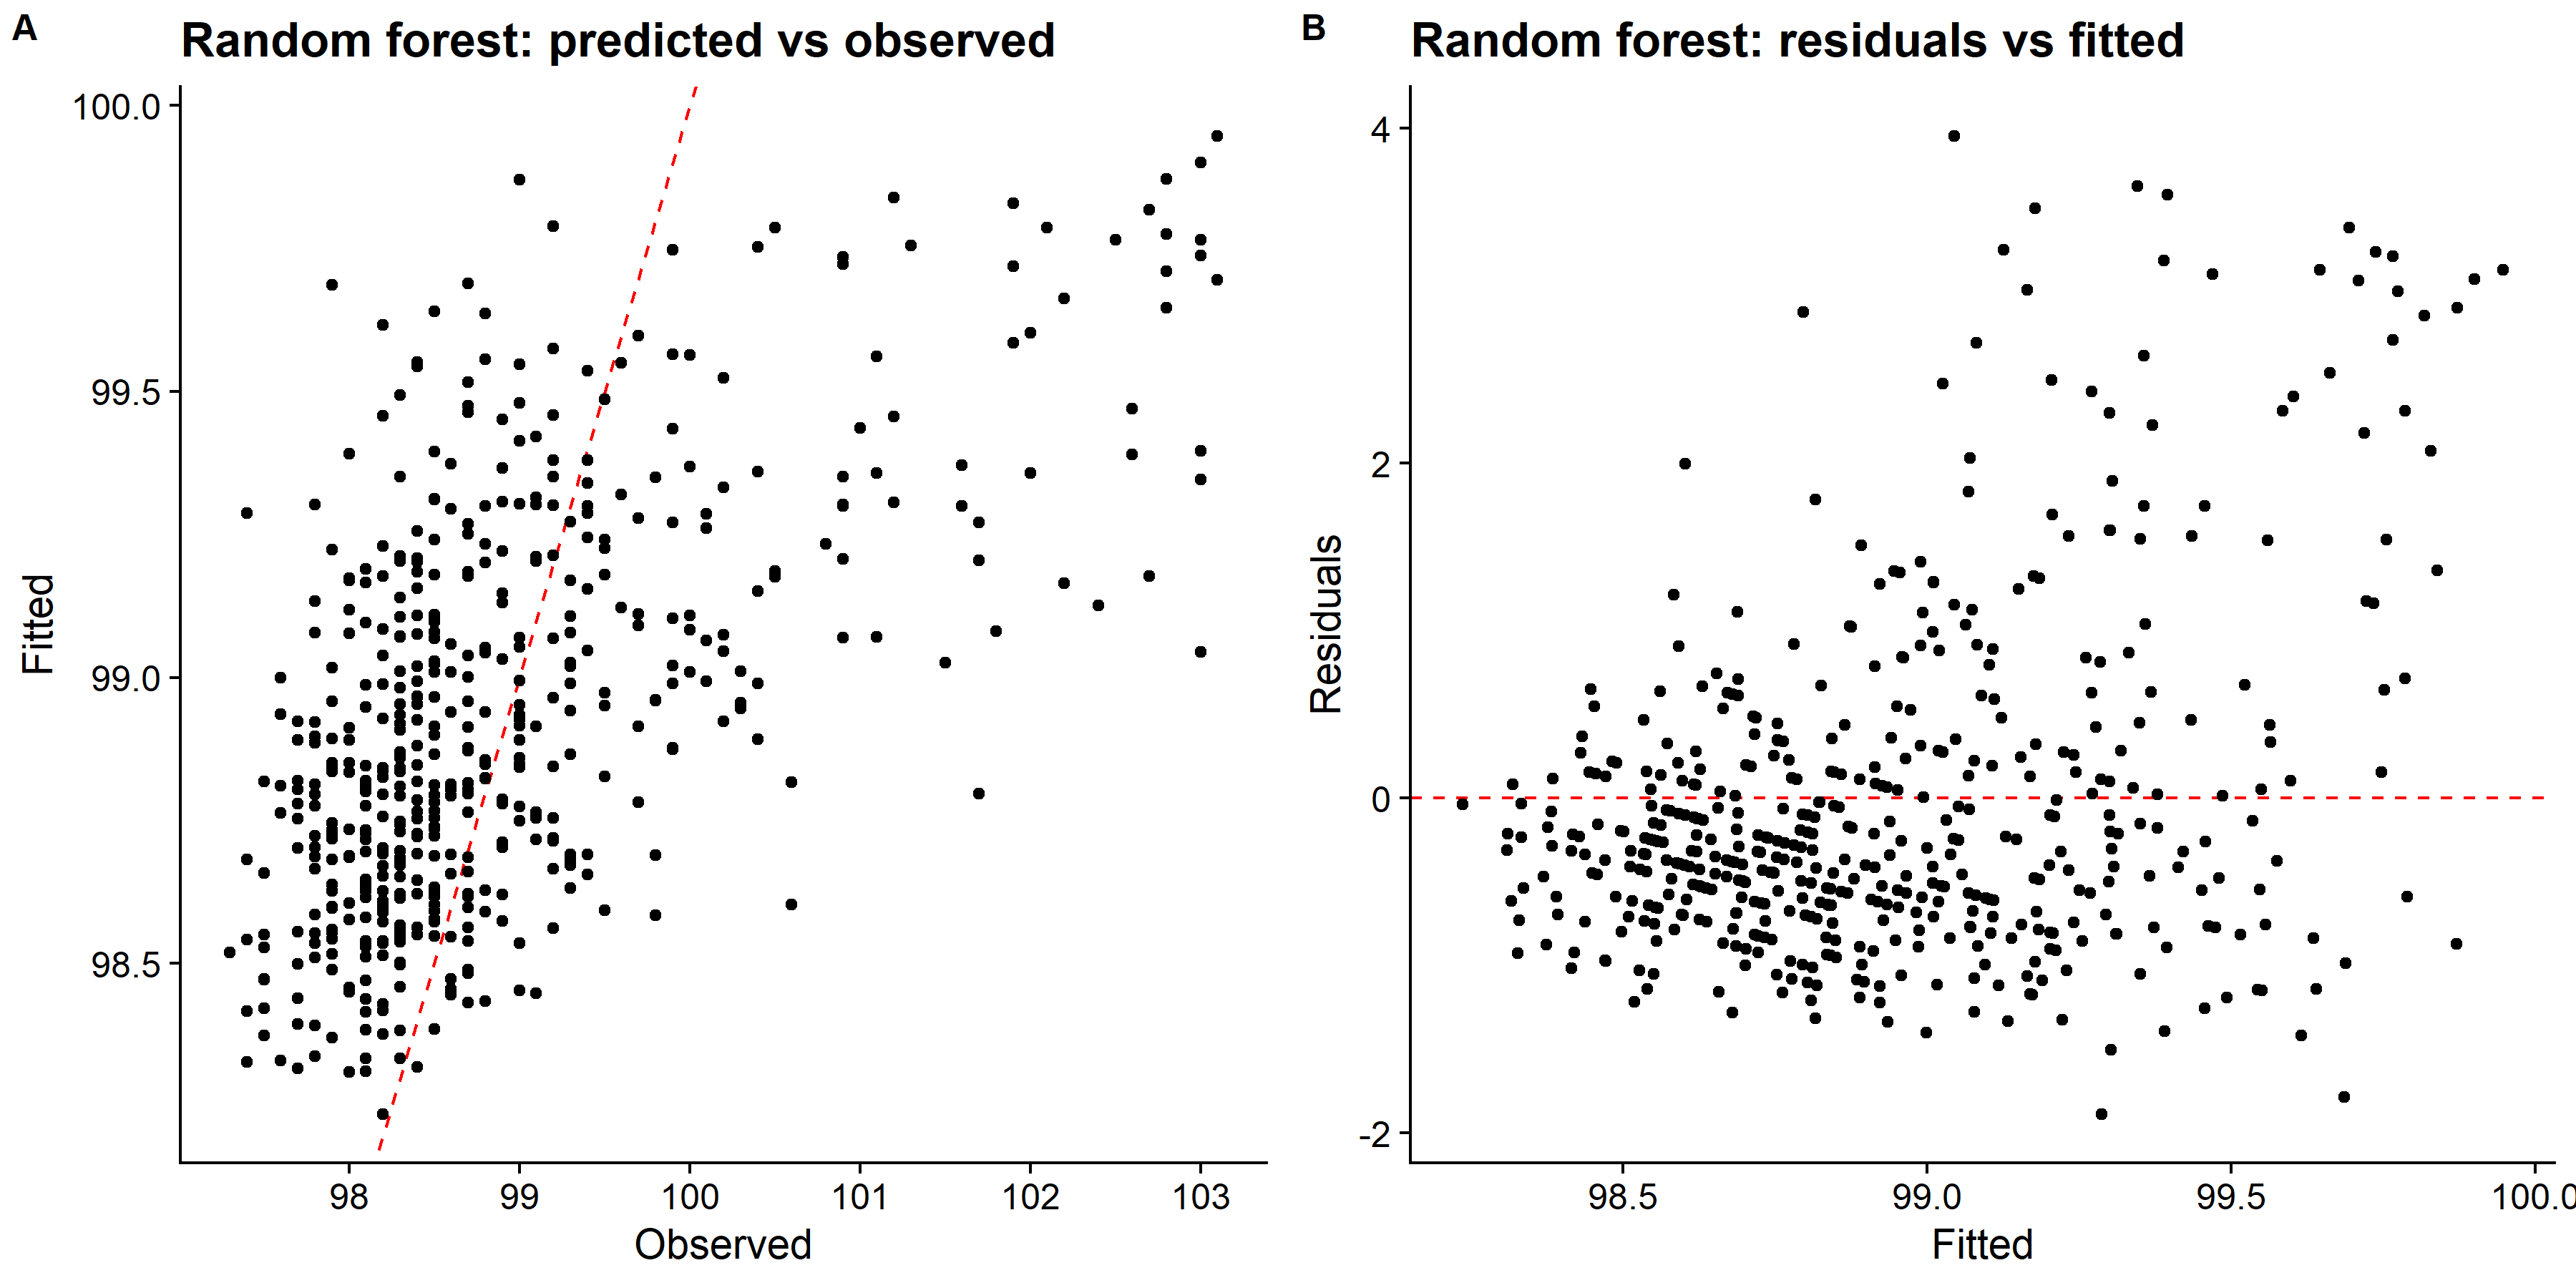 A
Random forest: predicted vs observed
100.0
99.5
99.0
98.5
Fitted
98 99 100 101 102 103
Observed
B
Random forest: residuals vs fitted
4
2
0
-2
Residuals
98.5 99.0 99.5 100.0
Fitted